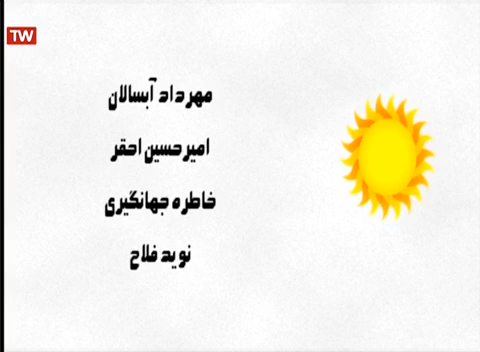 TW
مهرداد آبسالان
امیرحسین احقر
خاطره جهانگیری
نوید فلاح